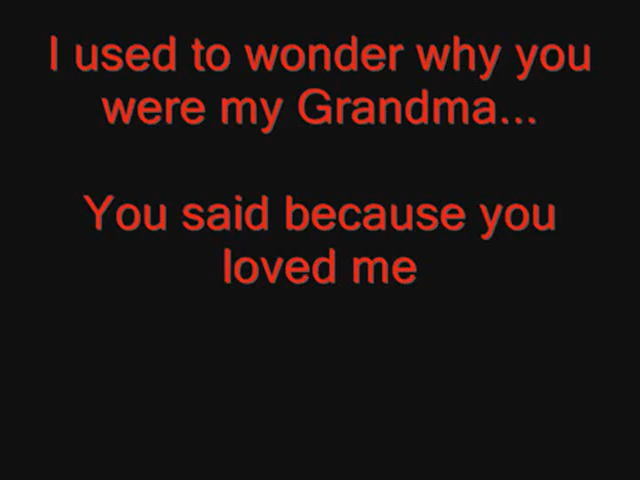 I used to wonder why you
were my Grandma...
You said because you
loved me